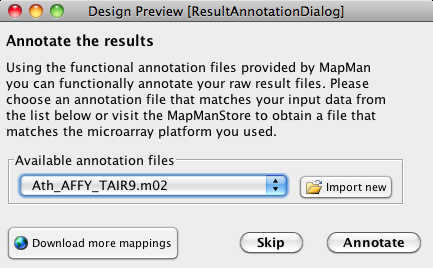 Design Preview [ResultAnnotationDialog]
Annotate the results
Using the functional annotation files provided by MapMan
you can functionally annotate your raw result files. Please
choose an annotation file that matches your input data from
the list below or visit the MapManStore to obtain a file that
matches the microarray platform you used.
Available annotation files
Ath_AFFY_TAIR9.m02
Import new
Download more mappings
Skip
Annotate